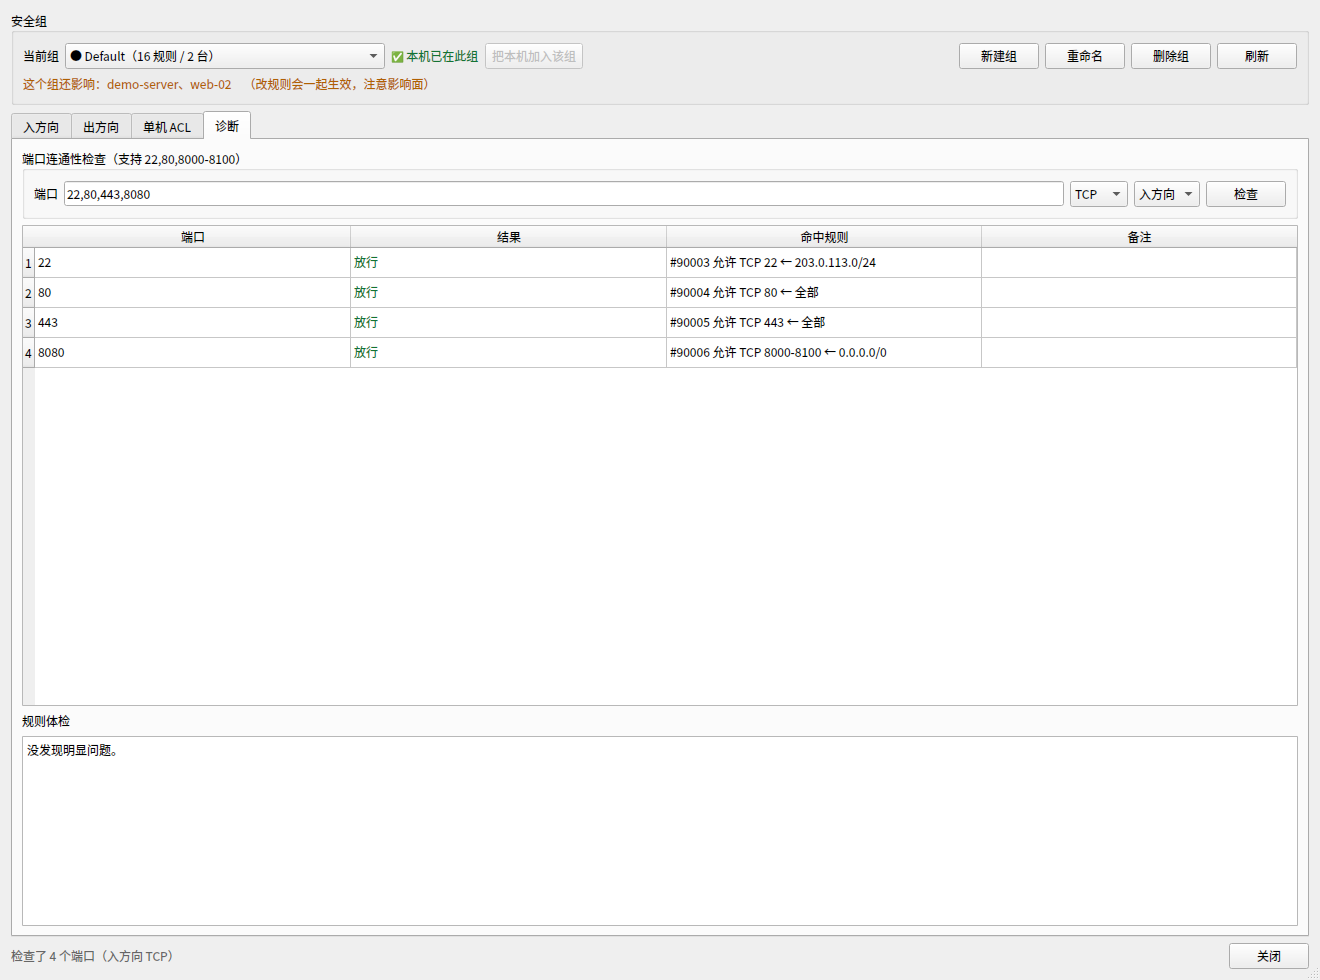 安全组
当前组 ● Default（16 规则 / 2 台） ✅ 本机已在此组 把本机加入该组 新建组 重命名 删除组 刷新
这个组还影响：demo-server、web-02 （改规则会一起生效，注意影响面）
入方向 出方向 单机 ACL 诊断
端口连通性检查（支持 22,80,8000-8100）
端口 22,80,443,8080 TCP 入方向 检查
端口 结果 命中规则 备注
1 22 放行 #90003 允许 TCP 22 ← 203.0.113.0/24
2 80 放行 #90004 允许 TCP 80 ← 全部
3 443 放行 #90005 允许 TCP 443 ← 全部
4 8080 放行 #90006 允许 TCP 8000-8100 ← 0.0.0.0/0
规则体检
没发现明显问题。
检查了 4 个端口（入方向 TCP） 关闭